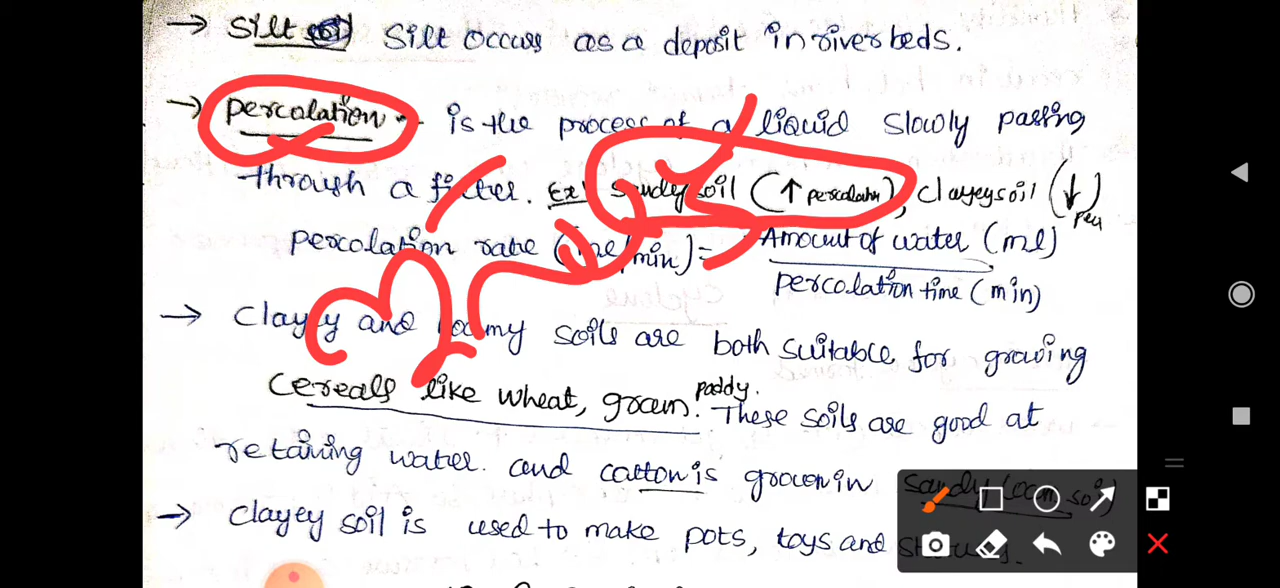 → Silt Silt occurs as a deposit in river beds.
→ Percolation - is the process of a liquid slowly passing
through a filter. Ex: Sandy soil (↑ percolation), clayey soil (↓)
Percolation rate (ml/min) = Amount of water (ml)
percolation time (min)
→ Clayey and loamy soils are both suitable for growing
cereals like wheat, gram. paddy.
These soils are good at
retaining water. and cotton is grown in sandy loam soil
→ Clayey soil is used to make pots, toys and